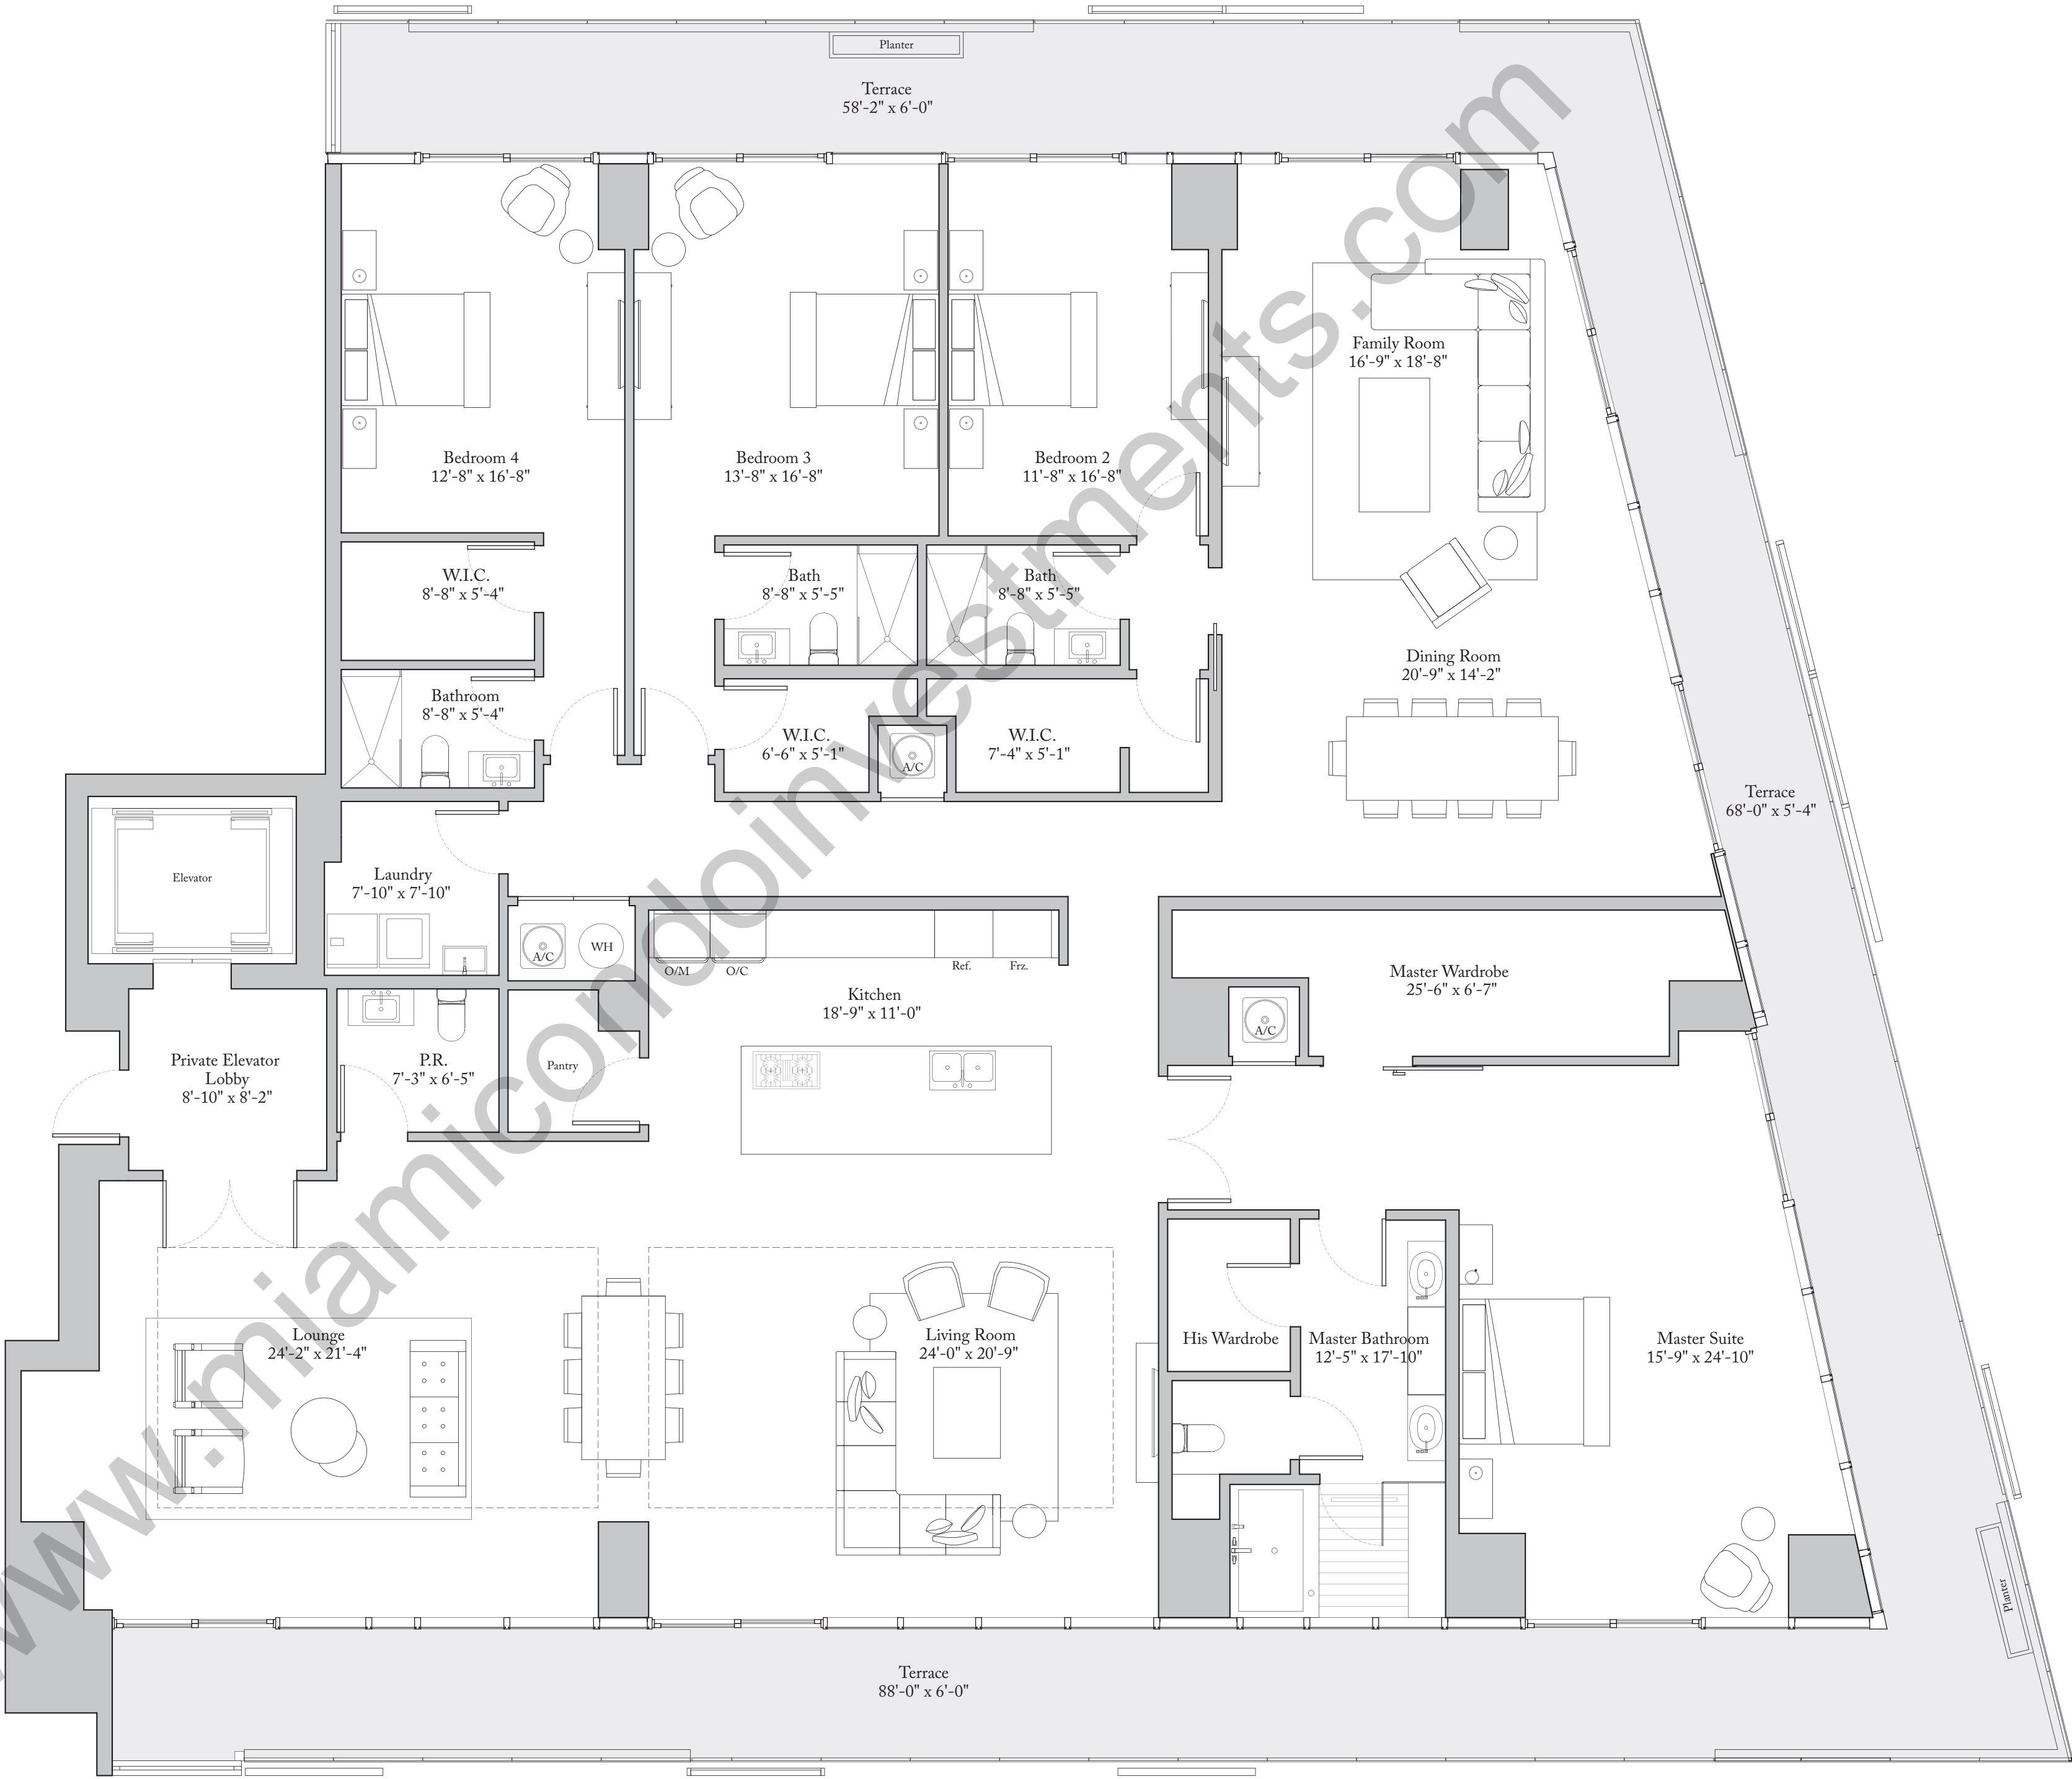 Planter
Terrace
58'-2" x 6'-0"
Family Room
16'-9" x 18'-8"
Bedroom 4
12'-8" x 16'-8"
Bedroom 3
13'-8" x 16'-8"
Bedroom 2
11'-8" x 16'-8"
W.I.C.
8'-8" x 5'-4"
Bath
8'-8" x 5'-5"
Bath
8'-8" x 5'-5"
Dining Room
20'-9" x 14'-2"
Bathroom
8'-8" x 5'-4"
W.I.C.
6'-6" x 5'-1"
A/C
W.I.C.
7'-4" x 5'-1"
Terrace
68'-0" x 5'-4"
Elevator
Laundry
7'-10" x 7'-10"
A/C
WH
O/M
O/C
Ref.
Frz.
Kitchen
18'-9" x 11'-0"
Master Wardrobe
25'-6" x 6'-7"
A/C
Private Elevator
Lobby
8'-10" x 8'-2"
P.R.
7'-3" x 6'-5"
Pantry
Lounge
24'-2" x 21'-4"
Living Room
24'-0" x 20'-9"
His Wardrobe
Master Bathroom
12'-5" x 17'-10"
Master Suite
15'-9" x 24'-10"
Planter
Terrace
88'-0" x 6'-0"
www.miamicondoinvestments.com